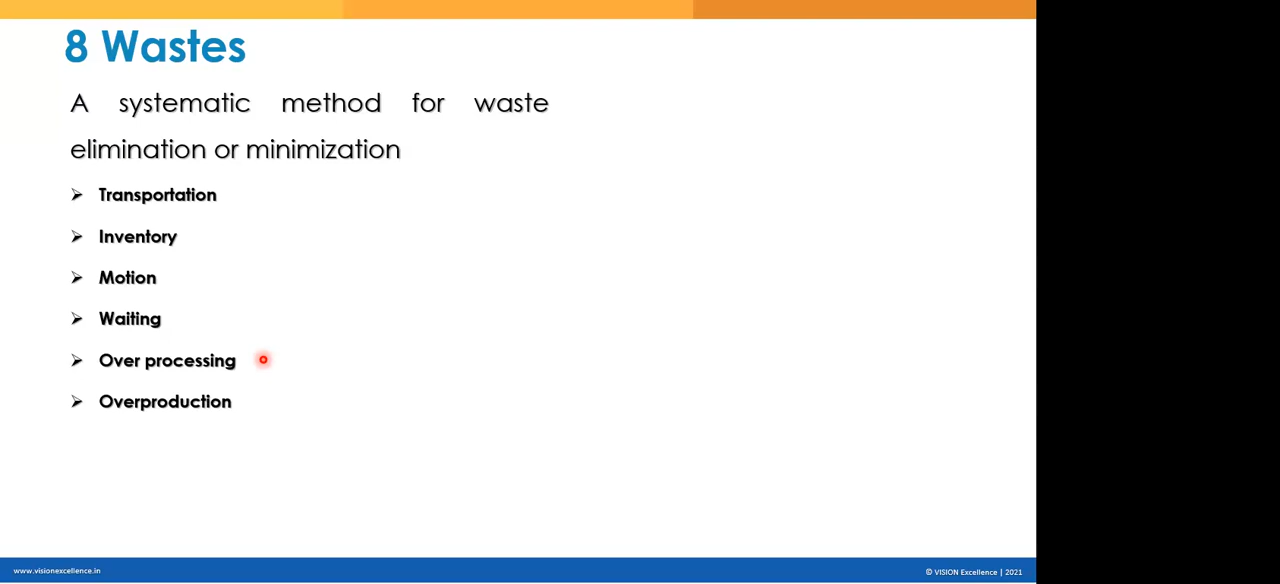 8 Wastes
A systematic method for waste
elimination or minimization
Transportation
Inventory
Motion
Waiting
Over processing
Overproduction
www.visionexcellence.in
© VISION Excellence | 2021